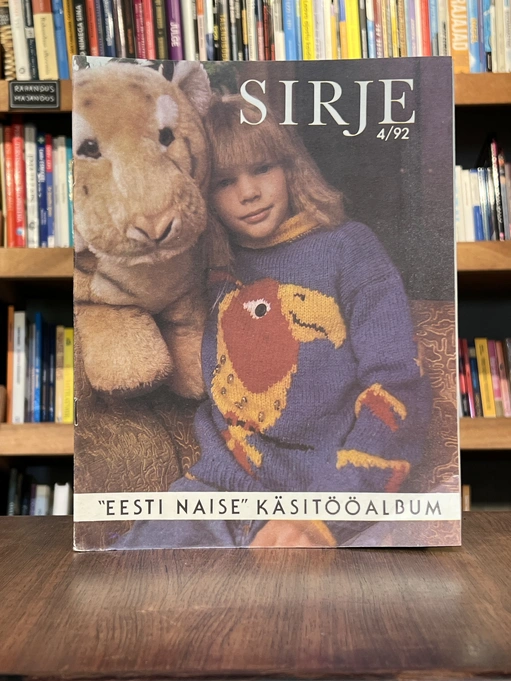 RAHANDUS
MAJANDUS
SIRJE
4/92
"EESTI NAISE" KÄSITÖÖALBUM